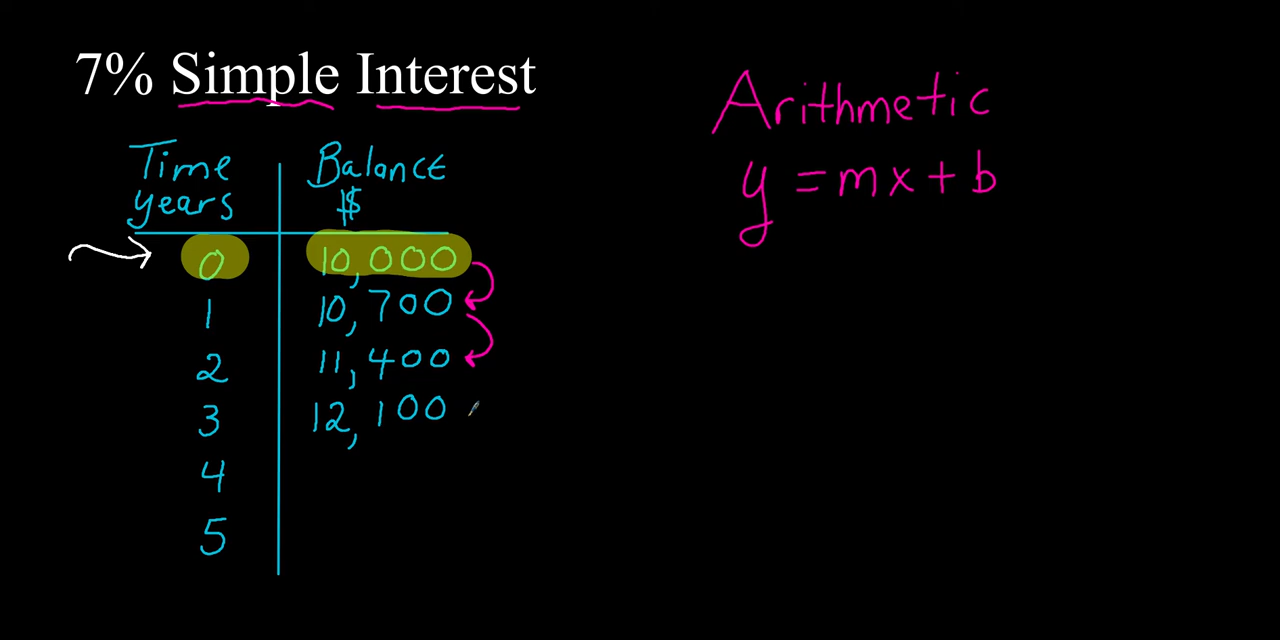 7% Simple Interest
Arithmetic
y = mx + b
Time years Balance $
0 10,000
1 10,700
2 11,400
3 12,100
4
5